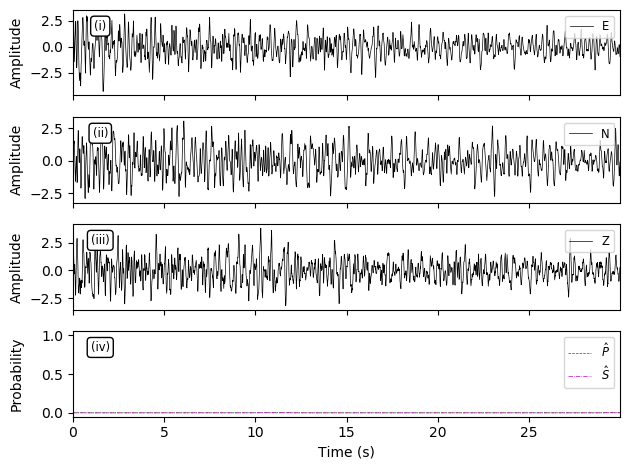 (i)
E
Amplitude
2.5
0.0
−2.5
(ii)
N
Amplitude
2.5
0.0
−2.5
(iii)
Z
Amplitude
2.5
0.0
−2.5
(iv)
P̂
Ŝ
Probability
1.0
0.5
0.0
0 5 10 15 20 25
Time (s)